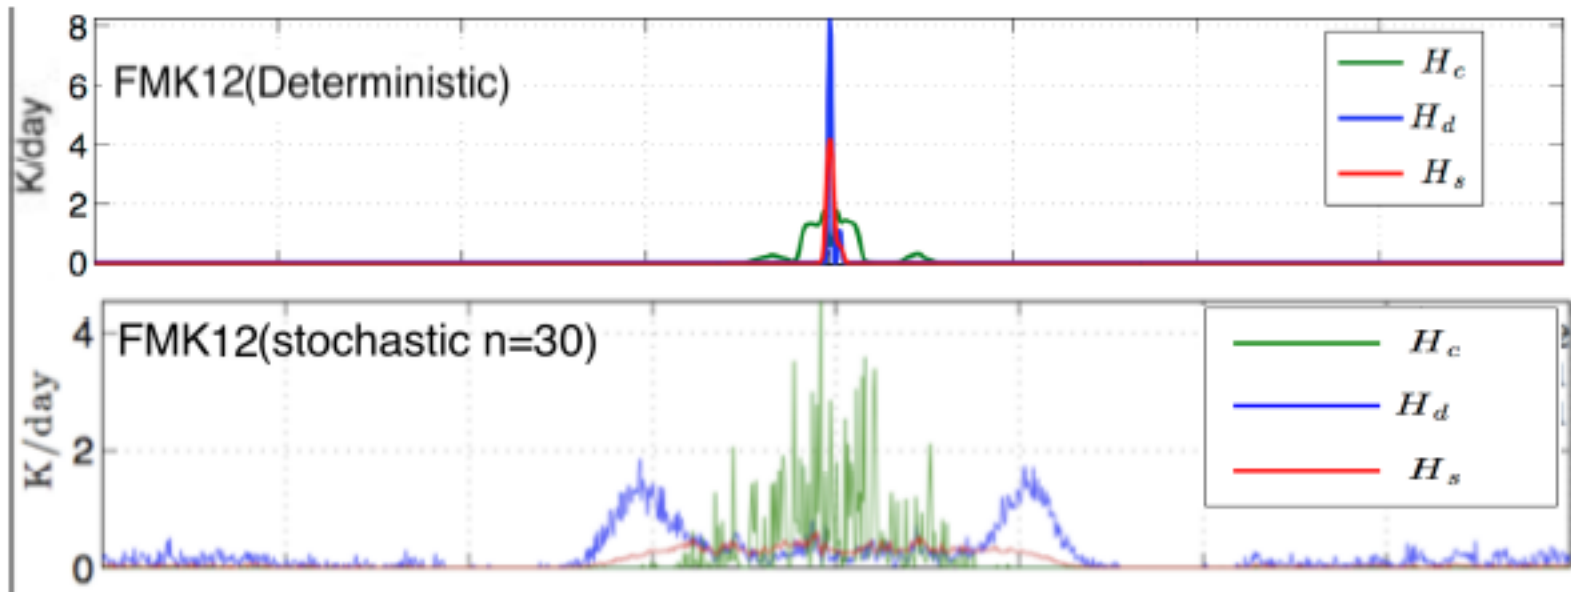 8
FMK12(Deterministic)
6
4
2
0
K/day
H_c
H_d
H_s
FMK12(stochastic n=30)
4
2
0
K/day
H_c
H_d
H_s